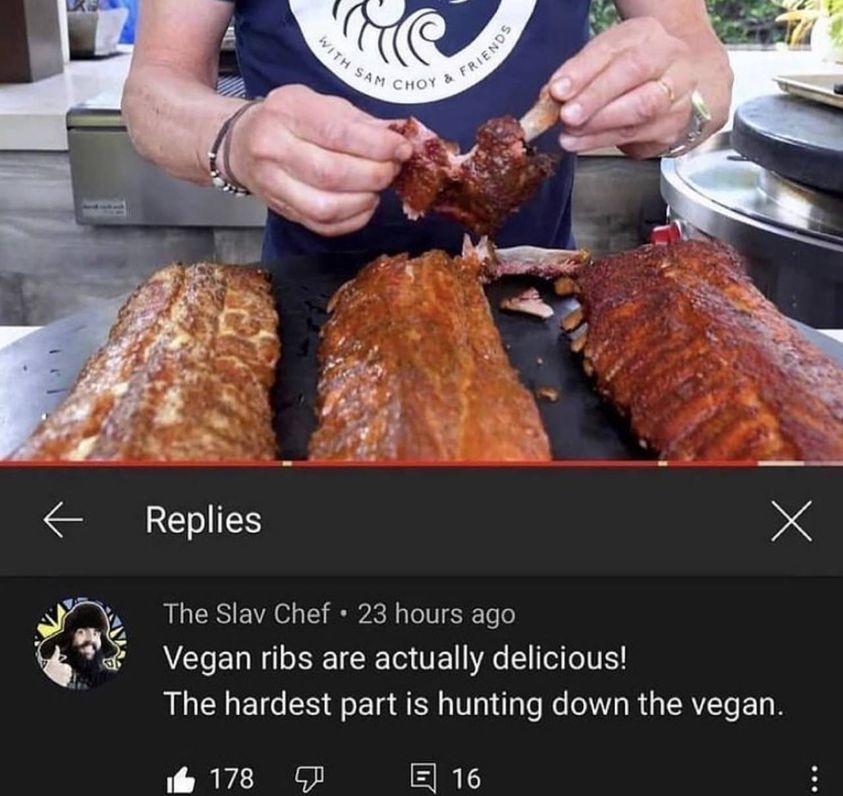 WITH SAM CHOY & FRIENDS
Replies
The Slav Chef • 23 hours ago
Vegan ribs are actually delicious!
The hardest part is hunting down the vegan.
178
16